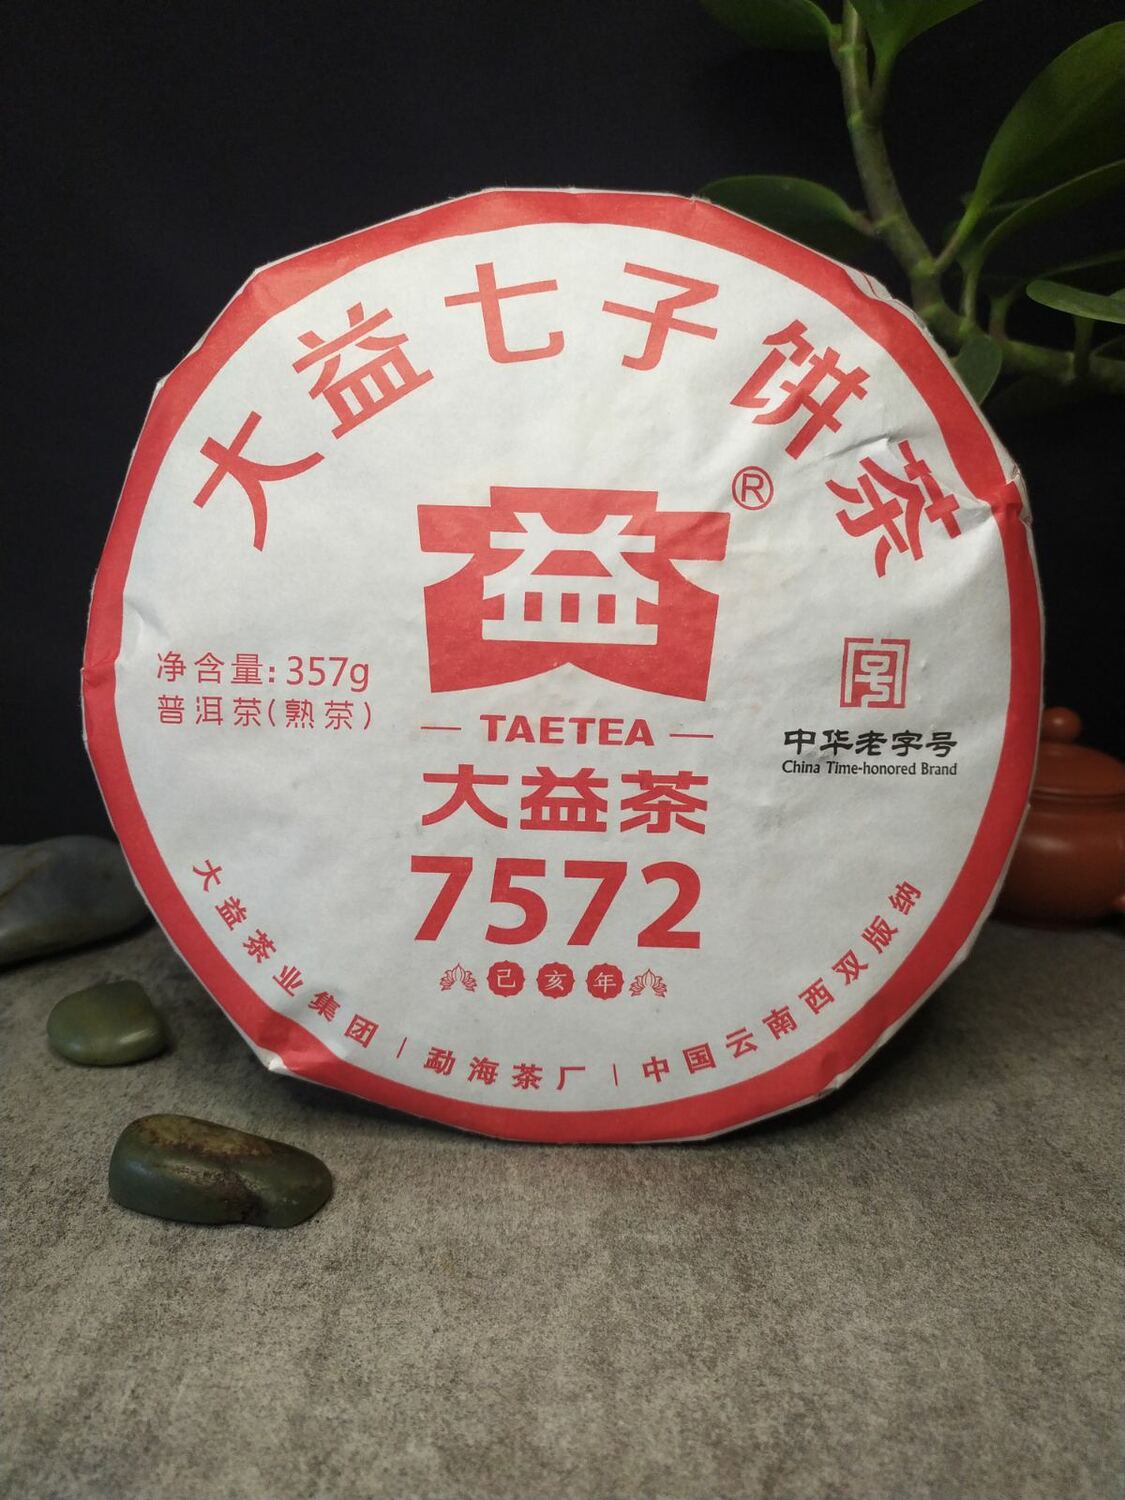 大益七子饼茶
益®
净含量:357g
普洱茶(熟茶)
TAETEA
大益茶
7572
己亥年
中华老字号
China Time-honored Brand
大益茶业集团 | 勐海茶厂 | 中国云南西双版纳